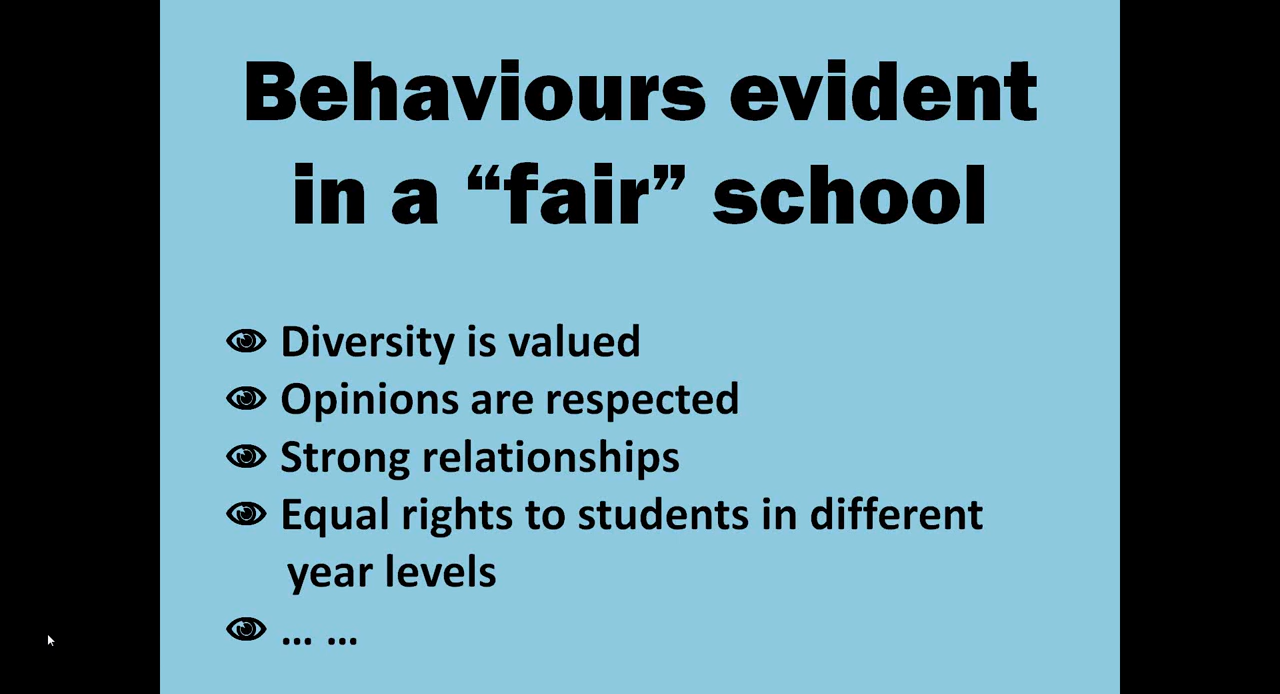 Behaviours evident
in a “fair” school
Diversity is valued
Opinions are respected
Strong relationships
Equal rights to students in different
year levels
... ...